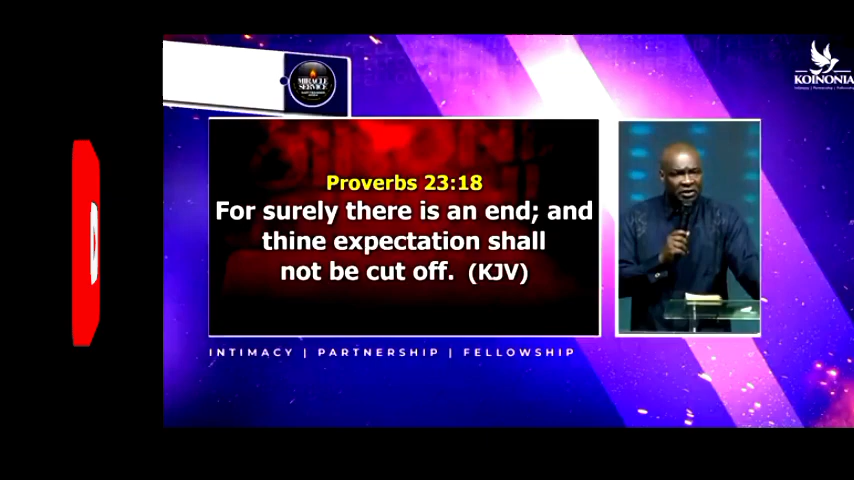 MIRACLE
SERVICE
KOINONIA
Proverbs 23:18
For surely there is an end; and
thine expectation shall
not be cut off. (KJV)
INTIMACY | PARTNERSHIP | FELLOWSHIP